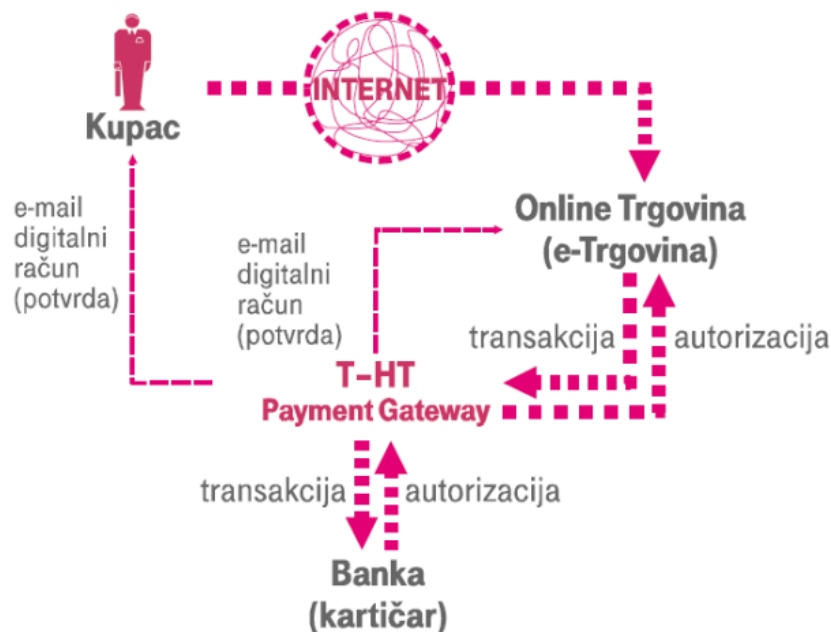 INTERNET
Kupac
e-mail
digitalni
račun
(potvrda)
e-mail
digitalni
račun
(potvrda)
Online Trgovina
(e-Trgovina)
transakcija
autorizacija
T-HT
Payment Gateway
transakcija
autorizacija
Banka
(kartičar)